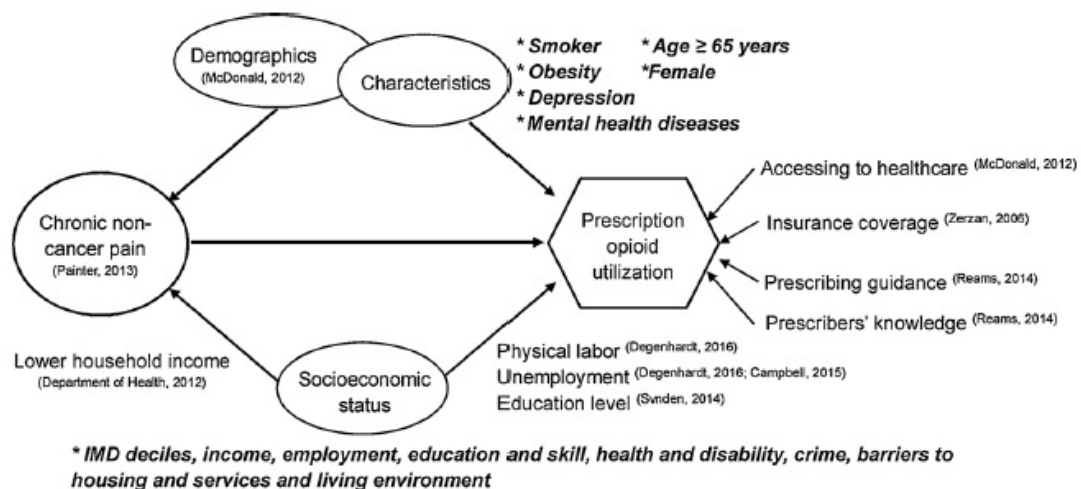 Demographics
(McDonald, 2012)
Characteristics
* Smoker * Age ≥ 65 years
* Obesity *Female
* Depression
* Mental health diseases
Chronic non-
cancer pain
(Painter, 2013)
Prescription
opioid
utilization
Accessing to healthcare (McDonald, 2012)
Insurance coverage (Zerzan, 2006)
Prescribing guidance (Reams, 2014)
Prescribers' knowledge (Reams, 2014)
Lower household income
(Department of Health, 2012)
Socioeconomic
status
Physical labor (Degenhardt, 2016)
Unemployment (Degenhardt, 2016; Campbell, 2015)
Education level (Svnden, 2014)
* IMD deciles, income, employment, education and skill, health and disability, crime, barriers to
housing and services and living environment